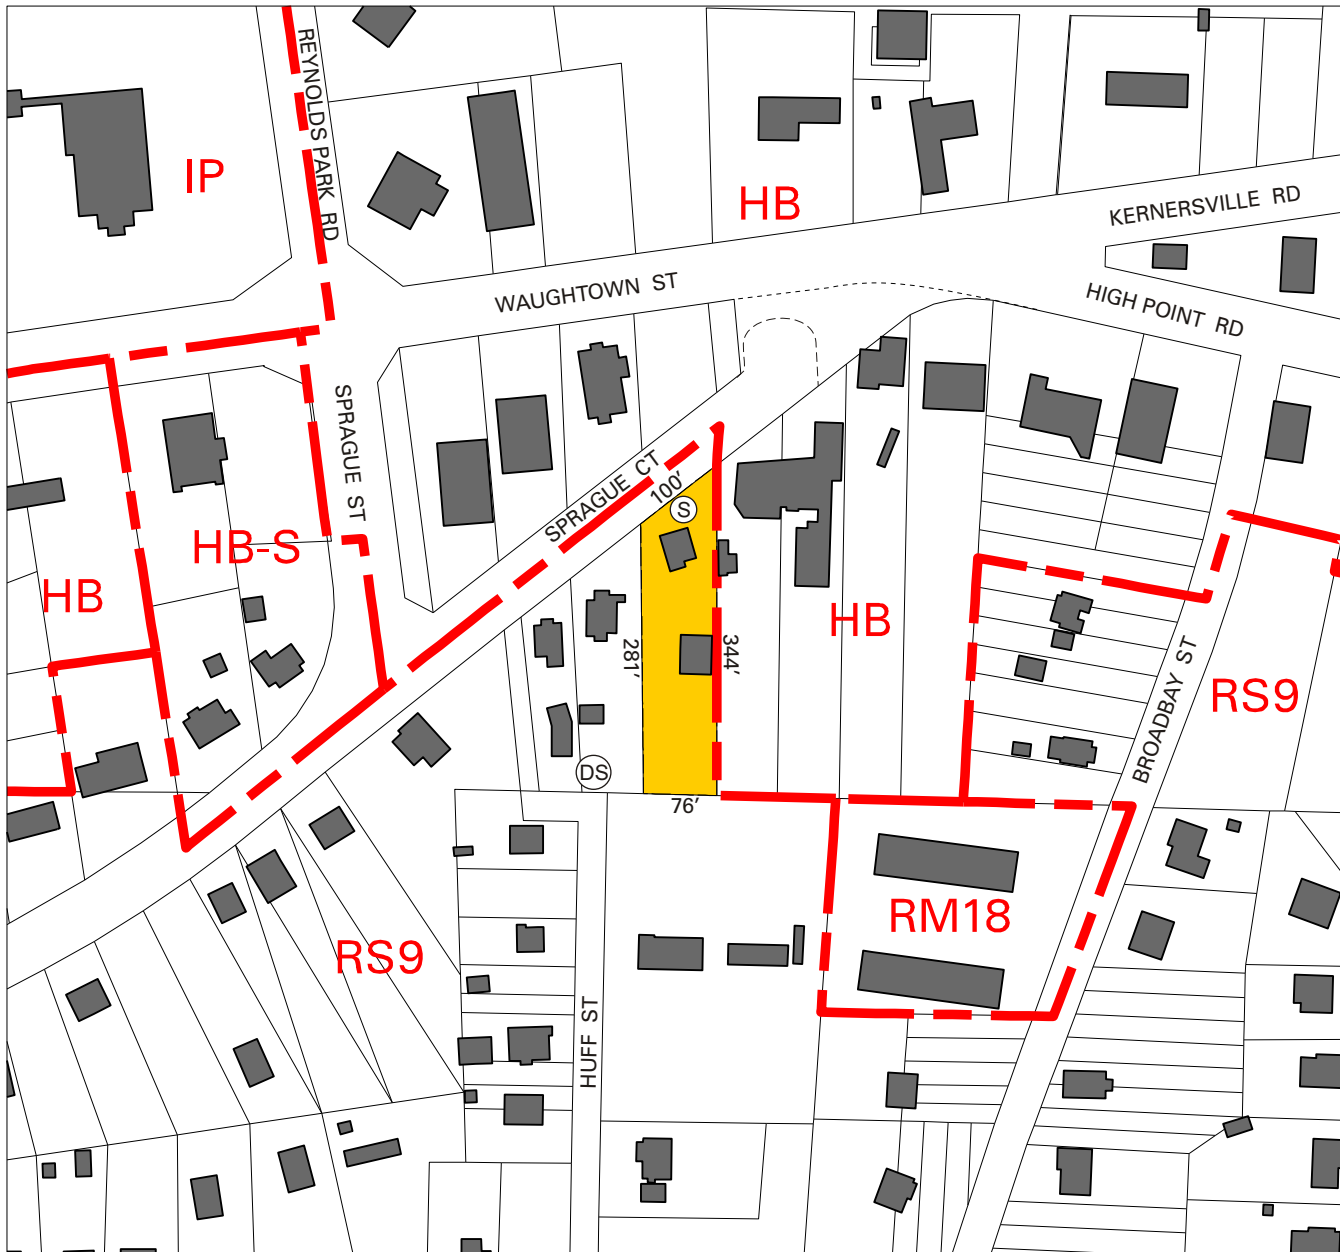 REYNOLDS PARK RD
IP
HB
KERNERSVILLE RD
WAUGHTOWN ST
HIGH POINT RD
SPRAGUE ST
SPRAGUE CT
100'
S
HB-S
HB
HB
281'
344'
RS9
BROADBAY ST
DS
76'
RM18
RS9
HUFF ST